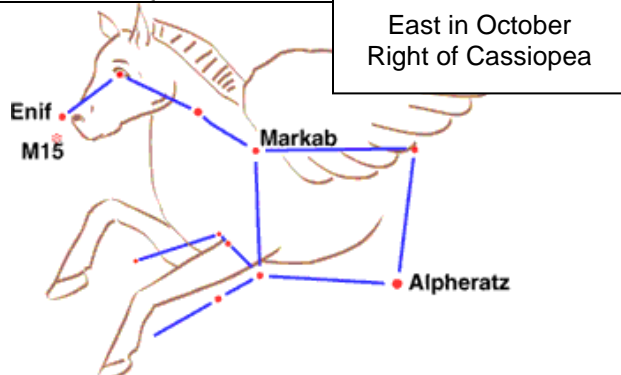 East in October
Right of Cassiopea
Enif
M15
Markab
Alpheratz